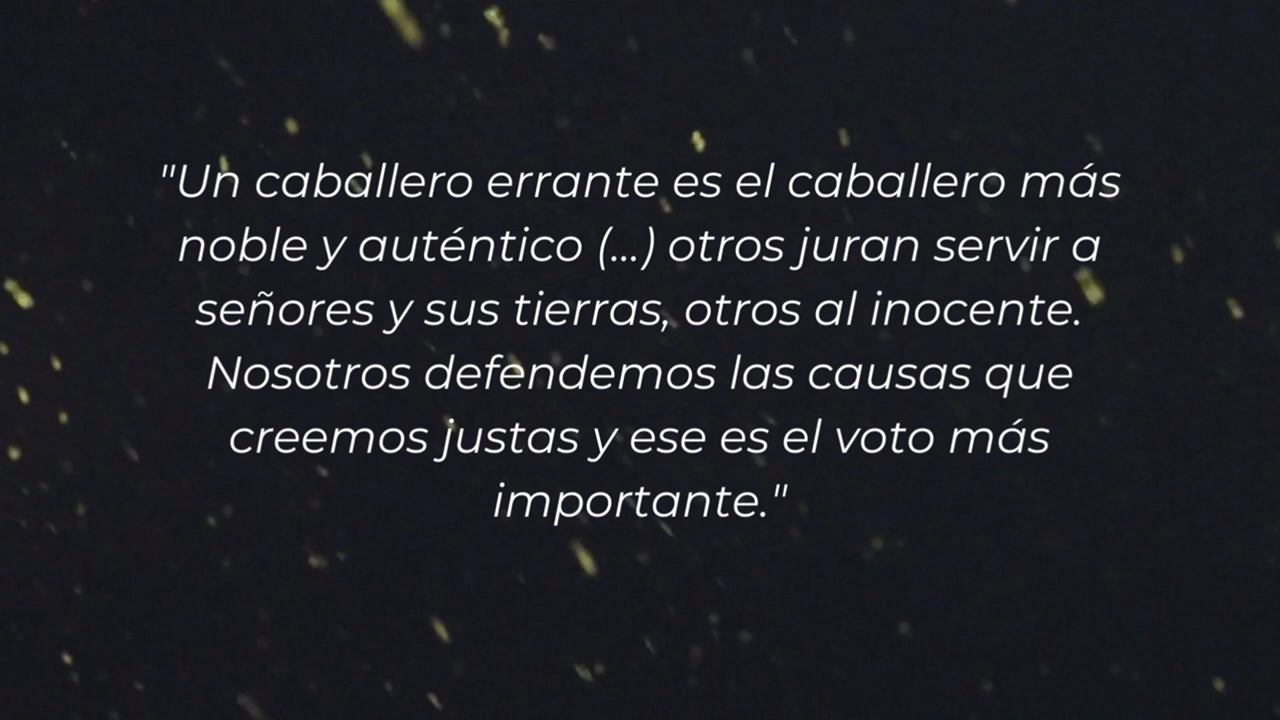 "Un caballero errante es el caballero más
noble y auténtico (...) otros juran servir a
señores y sus tierras, otros al inocente.
Nosotros defendemos las causas que
creemos justas y ese es el voto más
importante."